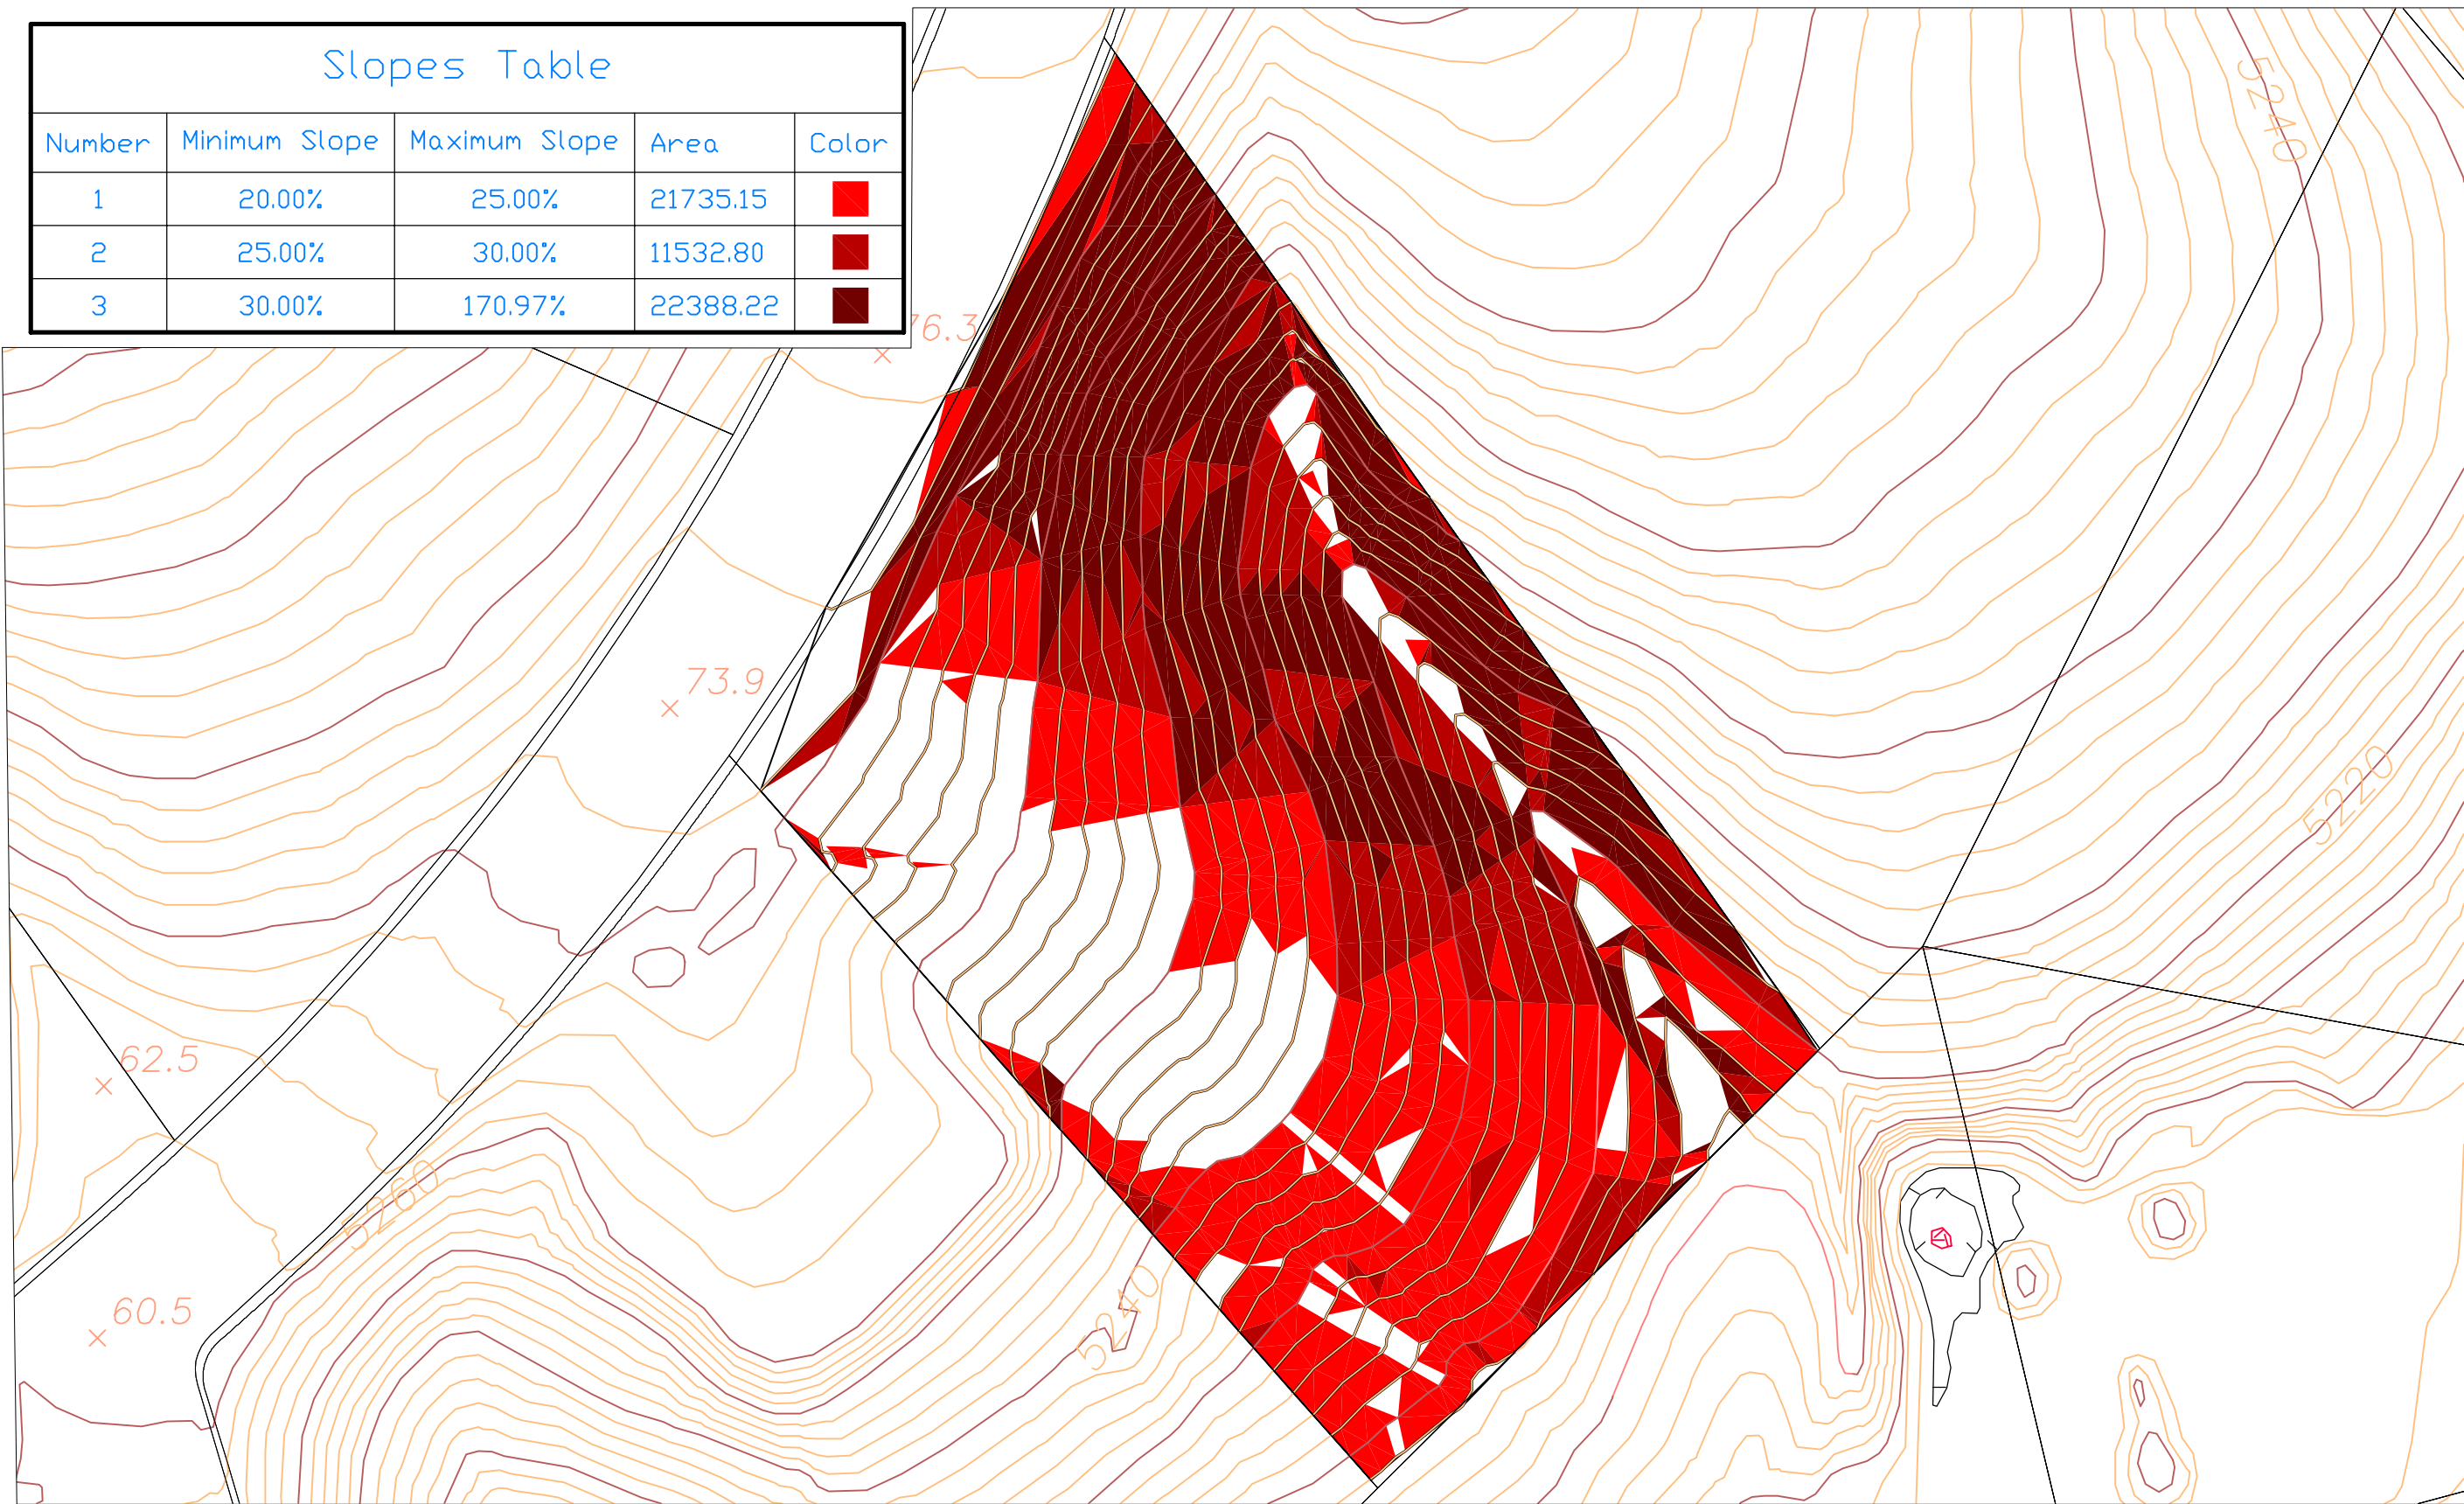 Slopes Table
Number Minimum Slope Maximum Slope Area Color
1 20.00% 25.00% 21735.15
2 25.00% 30.00% 11532.80
3 30.00% 170.97% 22388.22
5240
76.3
73.9
5220
62.5
5260
5240
60.5